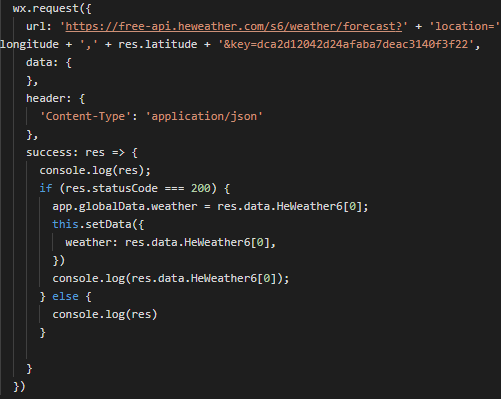 wx.request({
url: 'https://free-api.heweather.com/s6/weather/forecast?' + 'location='
longitude + ',' + res.latitude + '&key=dca2d12042d24afaba7deac3140f3f22',
data: {
},
header: {
'Content-Type': 'application/json'
},
success: res => {
console.log(res);
if (res.statusCode === 200) {
app.globalData.weather = res.data.HeWeather6[0];
this.setData({
weather: res.data.HeWeather6[0],
})
console.log(res.data.HeWeather6[0]);
} else {
console.log(res)
}
}
})